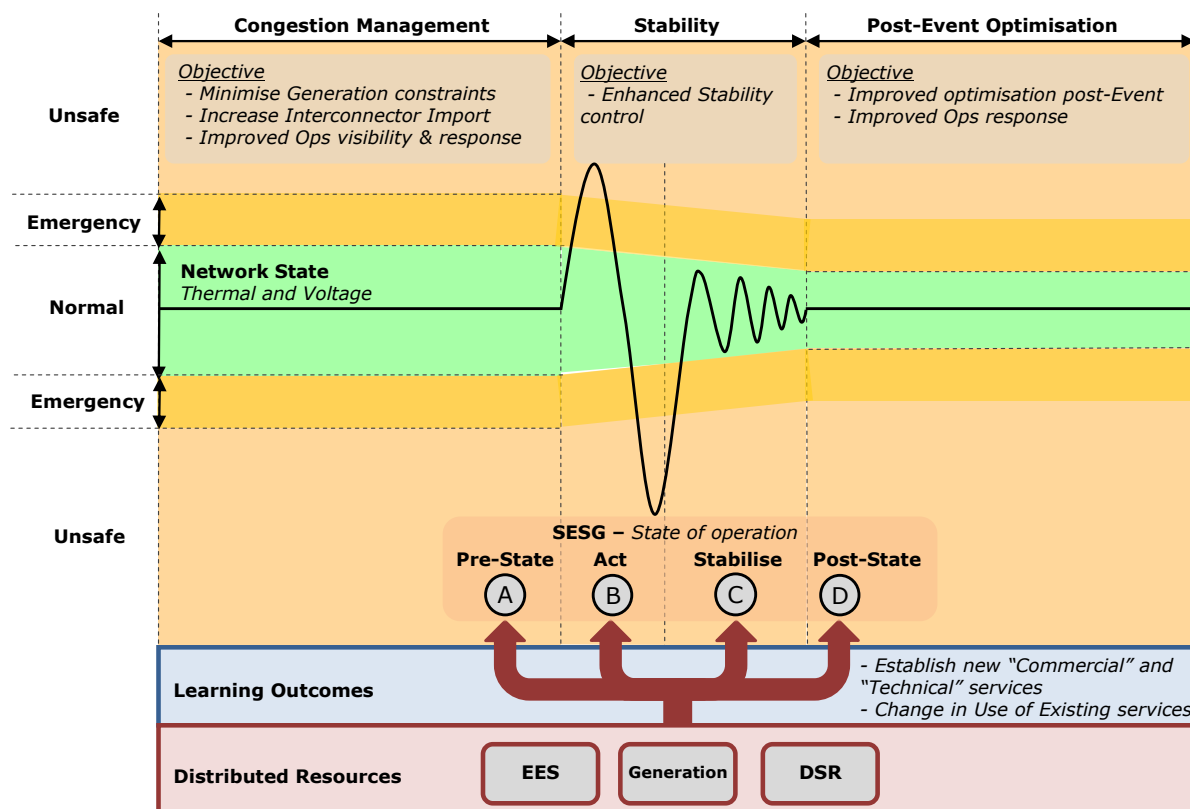 Congestion Management
Stability
Post-Event Optimisation
Objective
- Minimise Generation constraints
- Increase Interconnector Import
- Improved Ops visibility & response
Objective
- Enhanced Stability
control
Objective
- Improved optimisation post-Event
- Improved Ops response
Unsafe
Emergency
Network State
Thermal and Voltage
Normal
Emergency
Unsafe
SESG – State of operation
Pre-State
Act
Stabilise
Post-State
A
B
C
D
Learning Outcomes
- Establish new “Commercial” and
“Technical” services
- Change in Use of Existing services
Distributed Resources
EES
Generation
DSR